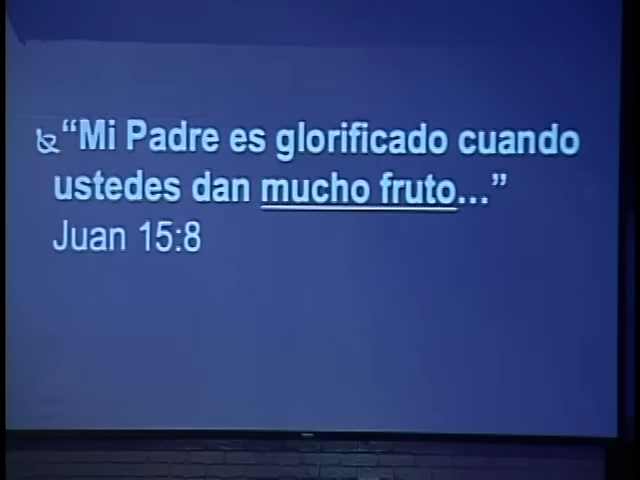 “Mi Padre es glorificado cuando
ustedes dan mucho fruto...”
Juan 15:8